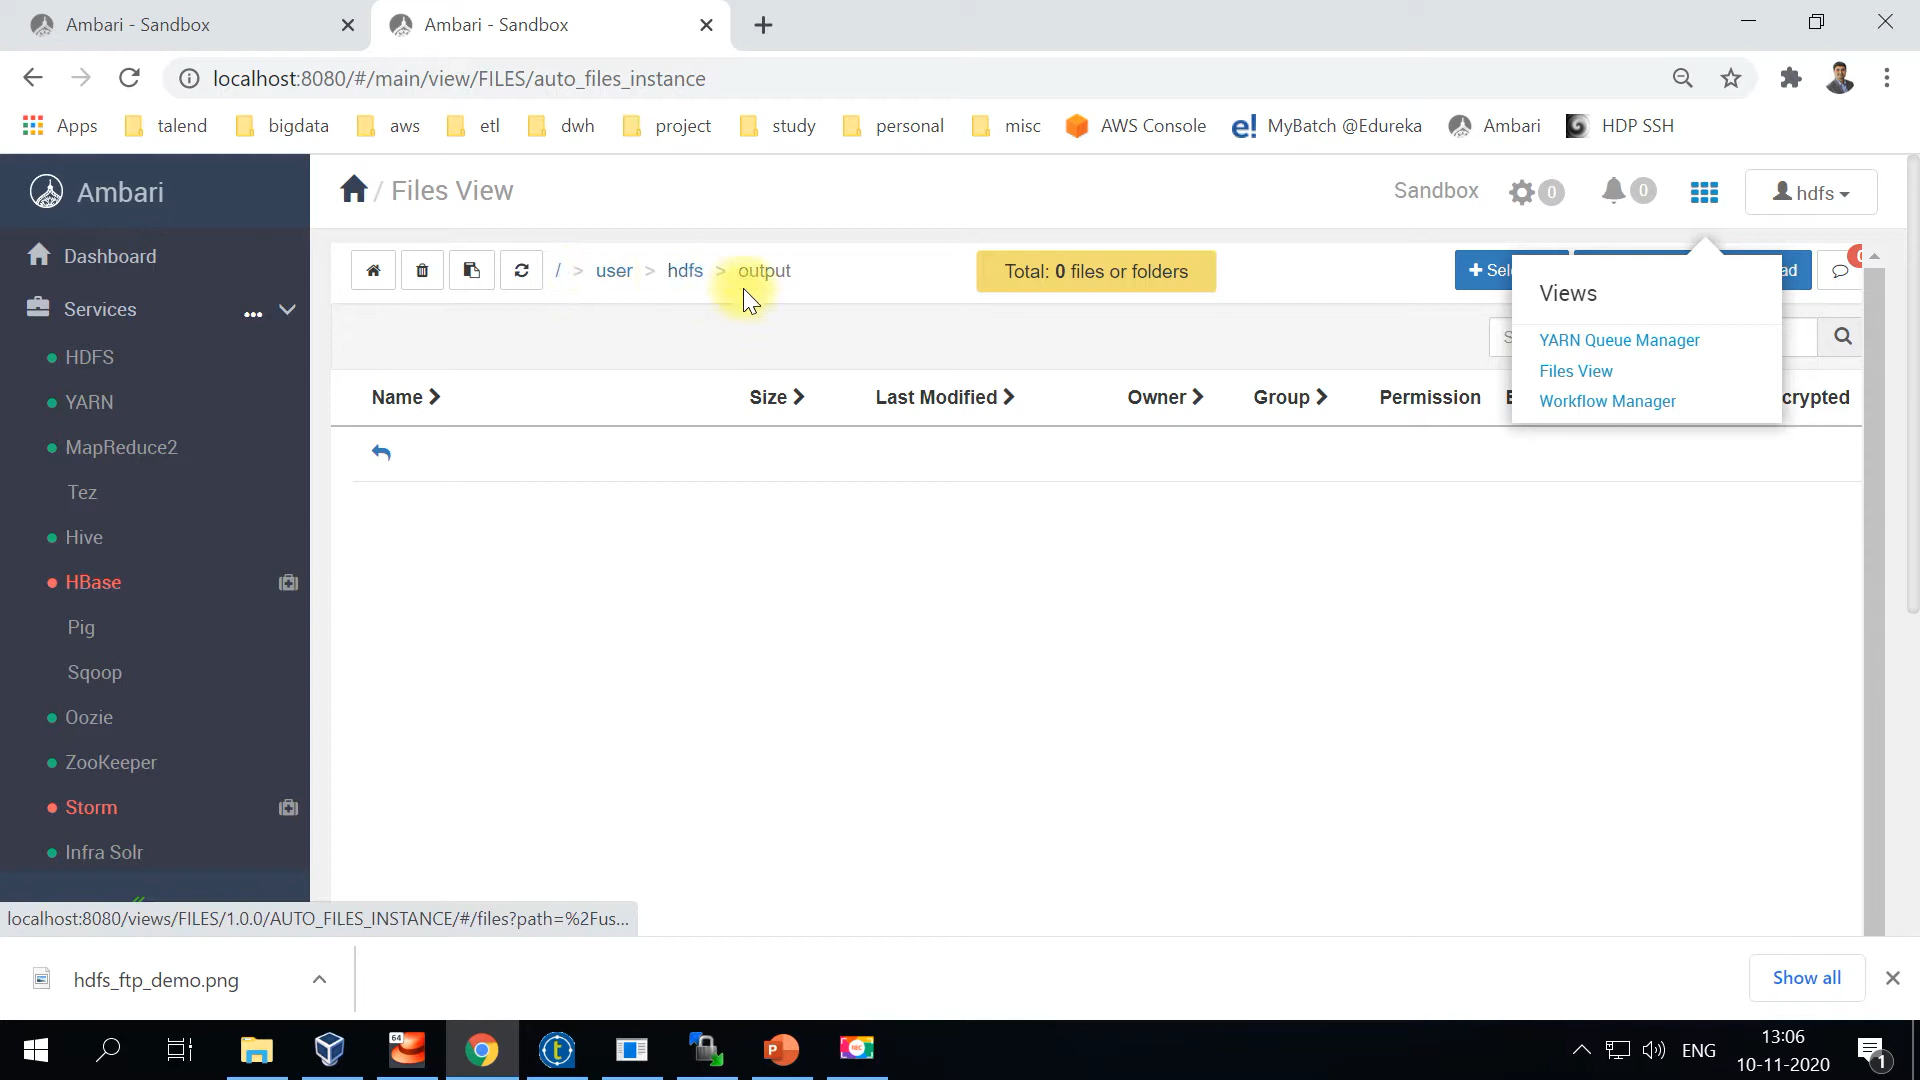 Ambari - Sandbox
Ambari - Sandbox
localhost:8080/#/main/view/FILES/auto_files_instance
Apps talend bigdata aws etl dwh project study personal misc AWS Console e! MyBatch @Edureka Ambari HDP SSH
Ambari
/ Files View
Sandbox 0 0 hdfs
Dashboard
Services ...
HDFS
YARN
MapReduce2
Tez
Hive
HBase
Pig
Sqoop
Oozie
ZooKeeper
Storm
Infra Solr
/ > user > hdfs > output
Total: 0 files or folders
Views
YARN Queue Manager
Files View
Workflow Manager
Name Size Last Modified Owner Group Permission
localhost:8080/views/FILES/1.0.0/AUTO_FILES_INSTANCE/#/files?path=%2Fus...
hdfs_ftp_demo.png
Show all
64
P
REC
ENG
13:06
10-11-2020
1